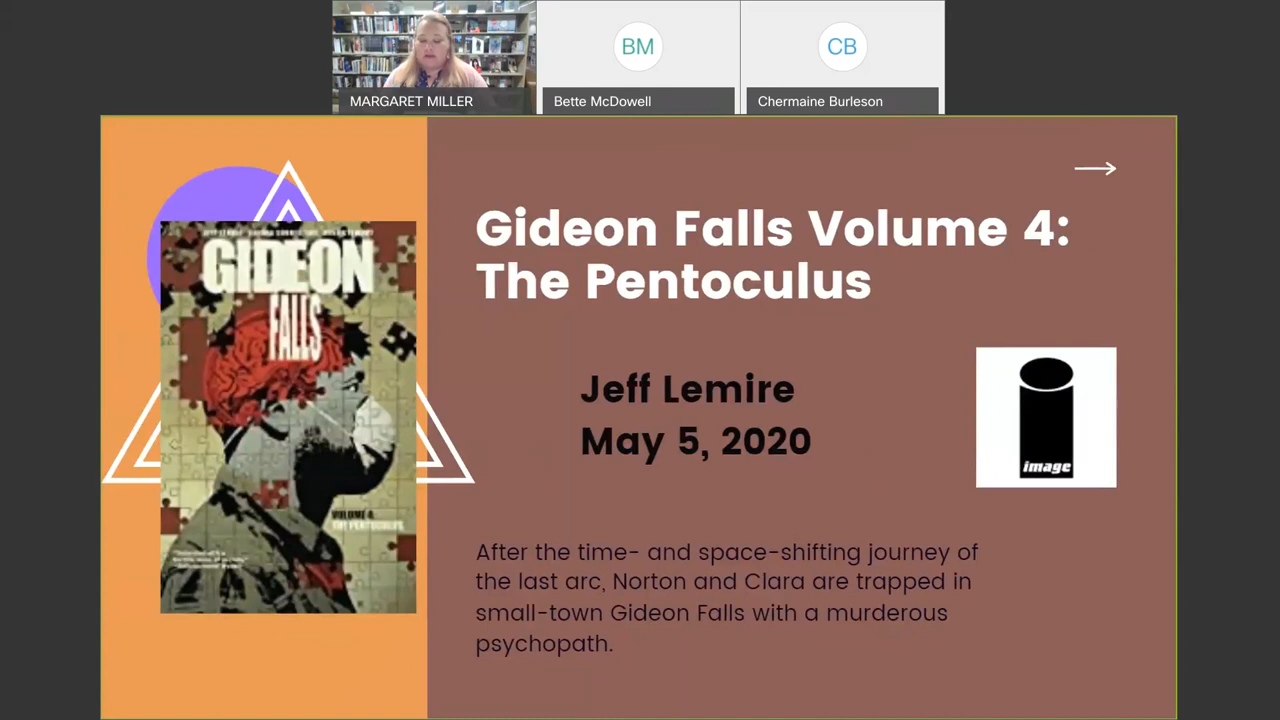 MARGARET MILLER
BM
Bette McDowell
CB
Chermaine Burleson
GIDEON
FALLS
VOLUME 4:
THE PENTOCULUS
Gideon Falls Volume 4:
The Pentoculus
Jeff Lemire
May 5, 2020
image
After the time- and space-shifting journey of
the last arc, Norton and Clara are trapped in
small-town Gideon Falls with a murderous
psychopath.